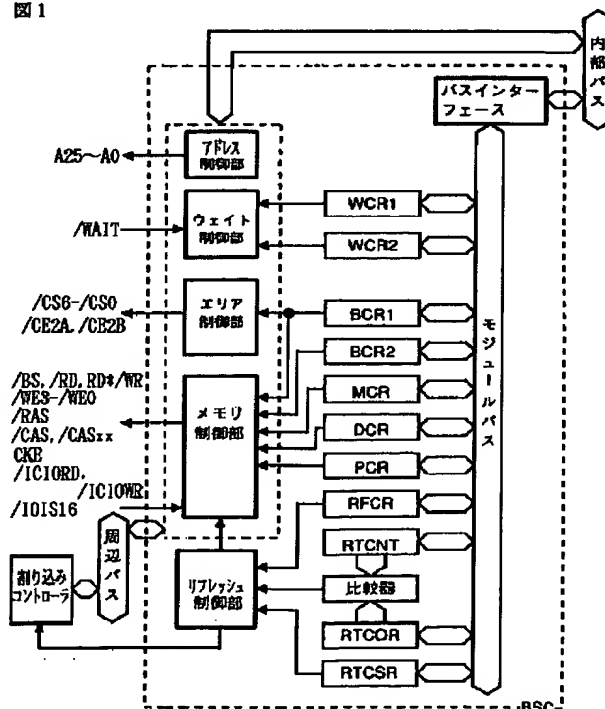 図1
内部バス
バスインターフェース
アドレス
制御部
A25～A0
ウェイト
制御部
/WAIT
WCR1
WCR2
エリア
制御部
/CS6-/CS0
/CE2A, /CE2B
BCR1
BCR2
モジュールバス
/BS, /RD, RD*/WR
/WE3-/WE0
/RAS
/CAS, /CASxx
CKE
/ICIORD,
/ICIOWR
/IOIS16
メモリ
制御部
MCR
DCR
PCR
RFCR
RTCNT
比較器
RTCOR
RTCSR
周辺バス
割り込み
コントローラ
リフレッシュ
制御部
BSC